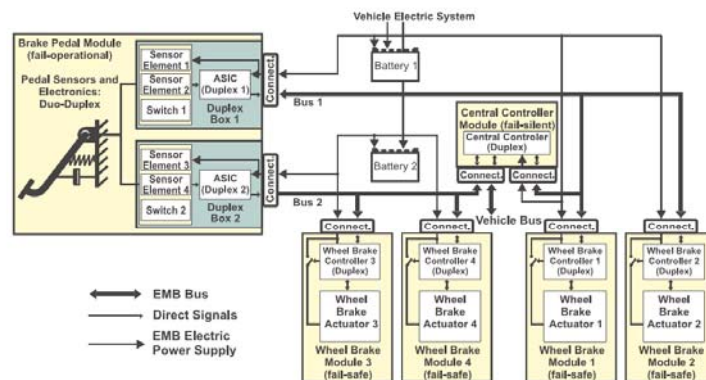 Vehicle Electric System
Brake Pedal Module
(fail-operational)
Pedal Sensors and
Electronics:
Duo-Duplex
Sensor
Element 1
Sensor
Element 2
Switch 1
ASIC
(Duplex 1)
Duplex
Box 1
Connect.
Battery 1
Bus 1
Sensor
Element 3
Sensor
Element 4
Switch 2
ASIC
(Duplex 2)
Duplex
Box 2
Connect.
Battery 2
Bus 2
Central Controller
Module (fail-silent)
Central Controler
(Duplex)
Connect.
Connect.
Vehicle Bus
Connect.
Wheel Brake
Controller 3
(Duplex)
Wheel
Brake
Actuator 3
Wheel Brake
Module 3
(fail-safe)
Connect.
Wheel Brake
Controller 4
(Duplex)
Wheel
Brake
Actuator 4
Wheel Brake
Module 4
(fail-safe)
Connect.
Wheel Brake
Controller 1
(Duplex)
Wheel
Brake
Actuator 1
Wheel Brake
Module 1
(fail-safe)
Connect.
Wheel Brake
Controller 2
(Duplex)
Wheel
Brake
Actuator 2
Wheel Brake
Module 2
(fail-safe)
EMB Bus
Direct Signals
EMB Electric
Power Supply